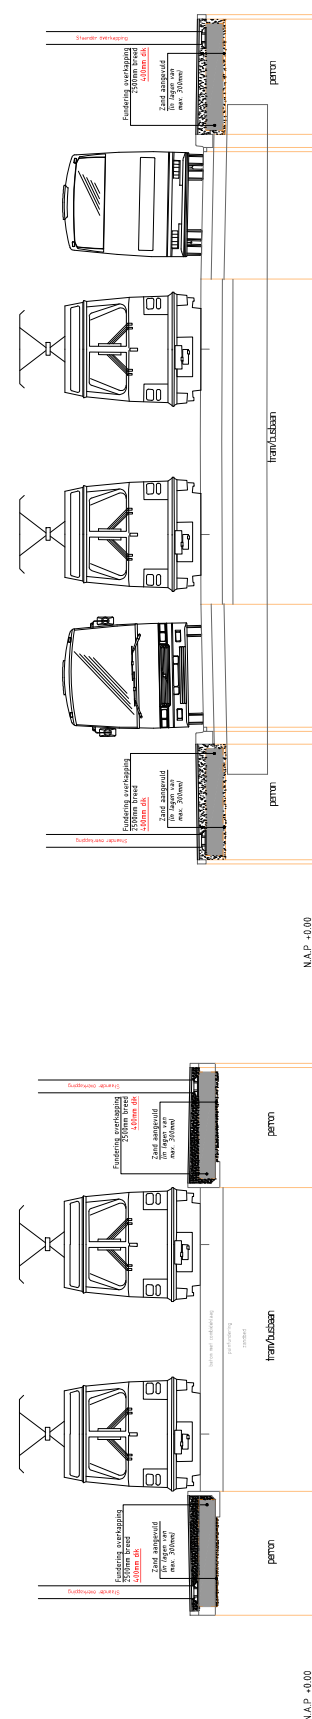 Staander overkapping
Fundering overkapping
2500mm breed
400mm dik
Zand aangevuld
(in lagen van
max. 300mm)
perron
tram/busbaan
Fundering overkapping
2500mm breed
400mm dik
Zand aangevuld
(in lagen van
max. 300mm)
perron
Staander overkapping
N.A.P. +0.00
Staander overkapping
Fundering overkapping
2500mm breed
400mm dik
Zand aangevuld
(in lagen van
max. 300mm)
perron
tram/busbaan
puinfundering
zandbed
Fundering overkapping
2500mm breed
400mm dik
Zand aangevuld
(in lagen van
max. 300mm)
perron
Staander overkapping
N.A.P. +0.00